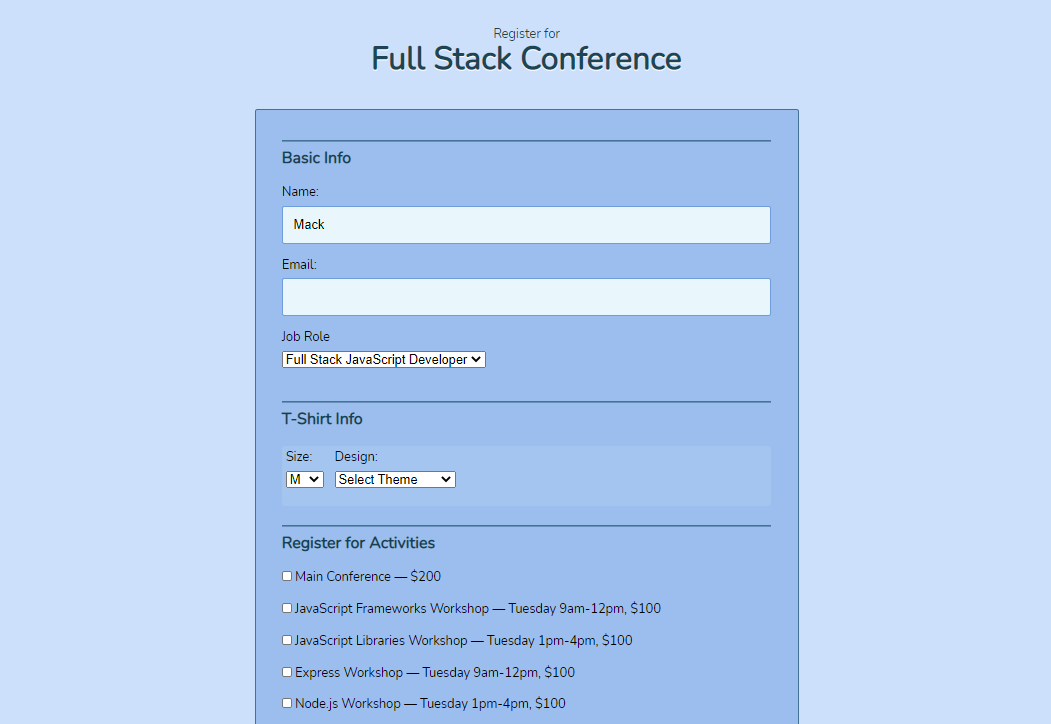 Register for
Full Stack Conference
Basic Info
Name:
Mack
Email:
Job Role
Full Stack JavaScript Developer
T-Shirt Info
Size: Design:
M Select Theme
Register for Activities
Main Conference — $200
JavaScript Frameworks Workshop — Tuesday 9am-12pm, $100
JavaScript Libraries Workshop — Tuesday 1pm-4pm, $100
Express Workshop — Tuesday 9am-12pm, $100
Node.js Workshop — Tuesday 1pm-4pm, $100